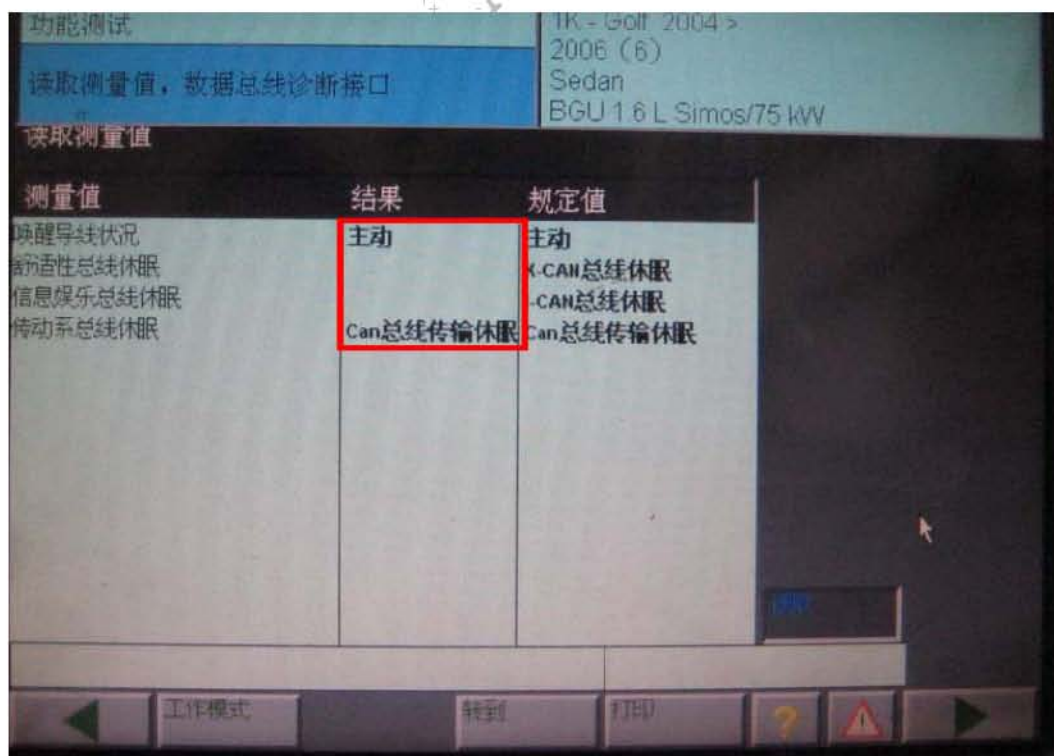 功能测试
1K - Golf 2004 >
2006 (6)
读取测量值，数据总线诊断接口
Sedan
BGU 1.6 L Simos/75 kW
读取测量值
测量值 结果 规定值
唤醒导线状况 主动 主动
舒适性总线休眠 K-CAN总线休眠
信息娱乐总线休眠 -CAN总线休眠
传动系总线休眠 Can总线传输休眠 Can总线传输休眠
读取
工作模式 转到 打印 ?